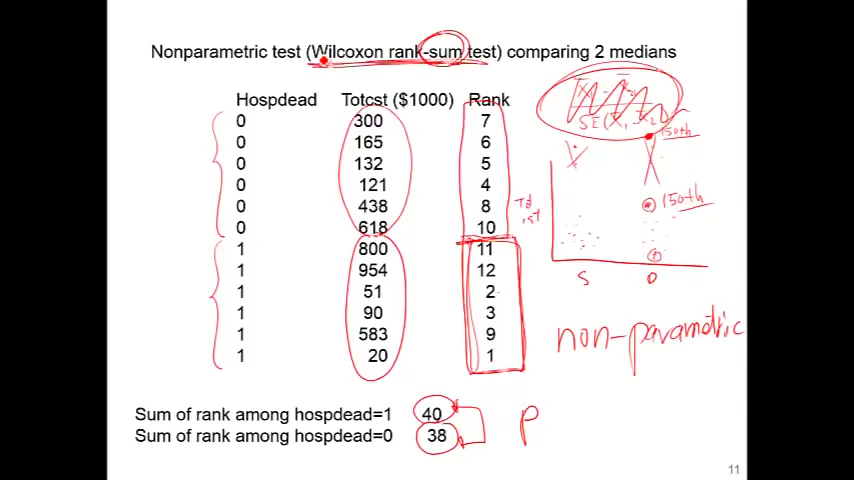 Nonparametric test (Wilcoxon rank-sum test) comparing 2 medians
Hospdead Totcst ($1000) Rank
0 300 7
0 165 6
0 132 5
0 121 4
0 438 8
0 618 10
1 800 11
1 954 12
1 51 2
1 90 3
1 583 9
1 20 1
Sum of rank among hospdead=1 40
Sum of rank among hospdead=0 38
P
150th
150th
S D
non-parametric
11